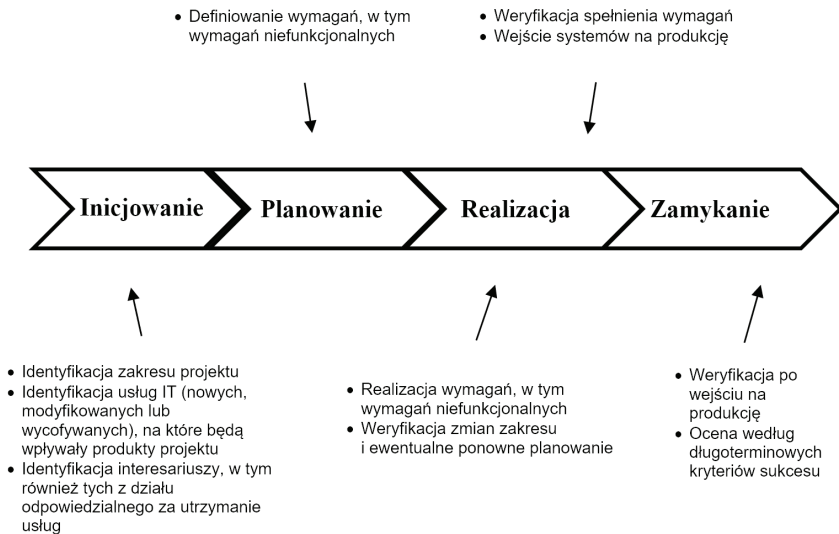 • Definiowanie wymagań, w tym
wymagań niefunkcjonalnych
• Weryfikacja spełnienia wymagań
• Wejście systemów na produkcję
Inicjowanie
Planowanie
Realizacja
Zamykanie
• Identyfikacja zakresu projektu
• Identyfikacja usług IT (nowych,
modyfikowanych lub
wycofywanych), na które będą
wpływały produkty projektu
• Identyfikacja interesariuszy, w tym
również tych z działu
odpowiedzialnego za utrzymanie
usług
• Realizacja wymagań, w tym
wymagań niefunkcjonalnych
• Weryfikacja zmian zakresu
i ewentualne ponowne planowanie
• Weryfikacja po
wejściu na
produkcję
• Ocena według
długoterminowych
kryteriów sukcesu